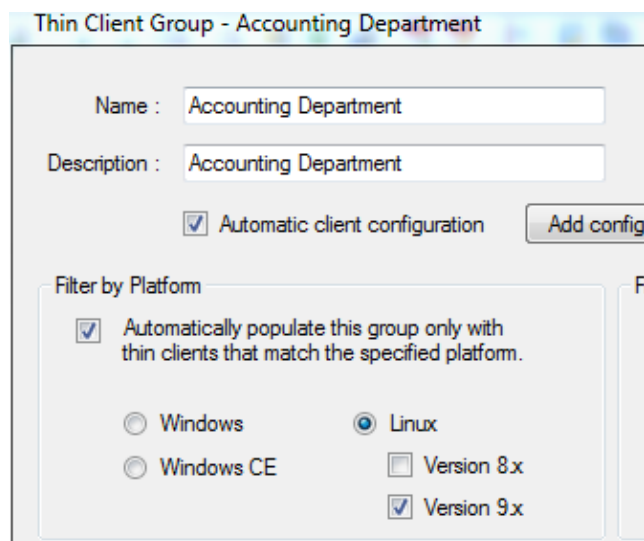 Thin Client Group - Accounting Department
Name : Accounting Department
Description : Accounting Department
Automatic client configuration Add config
Filter by Platform F
Automatically populate this group only with
thin clients that match the specified platform.
Windows Linux
Windows CE Version 8.x
Version 9.x